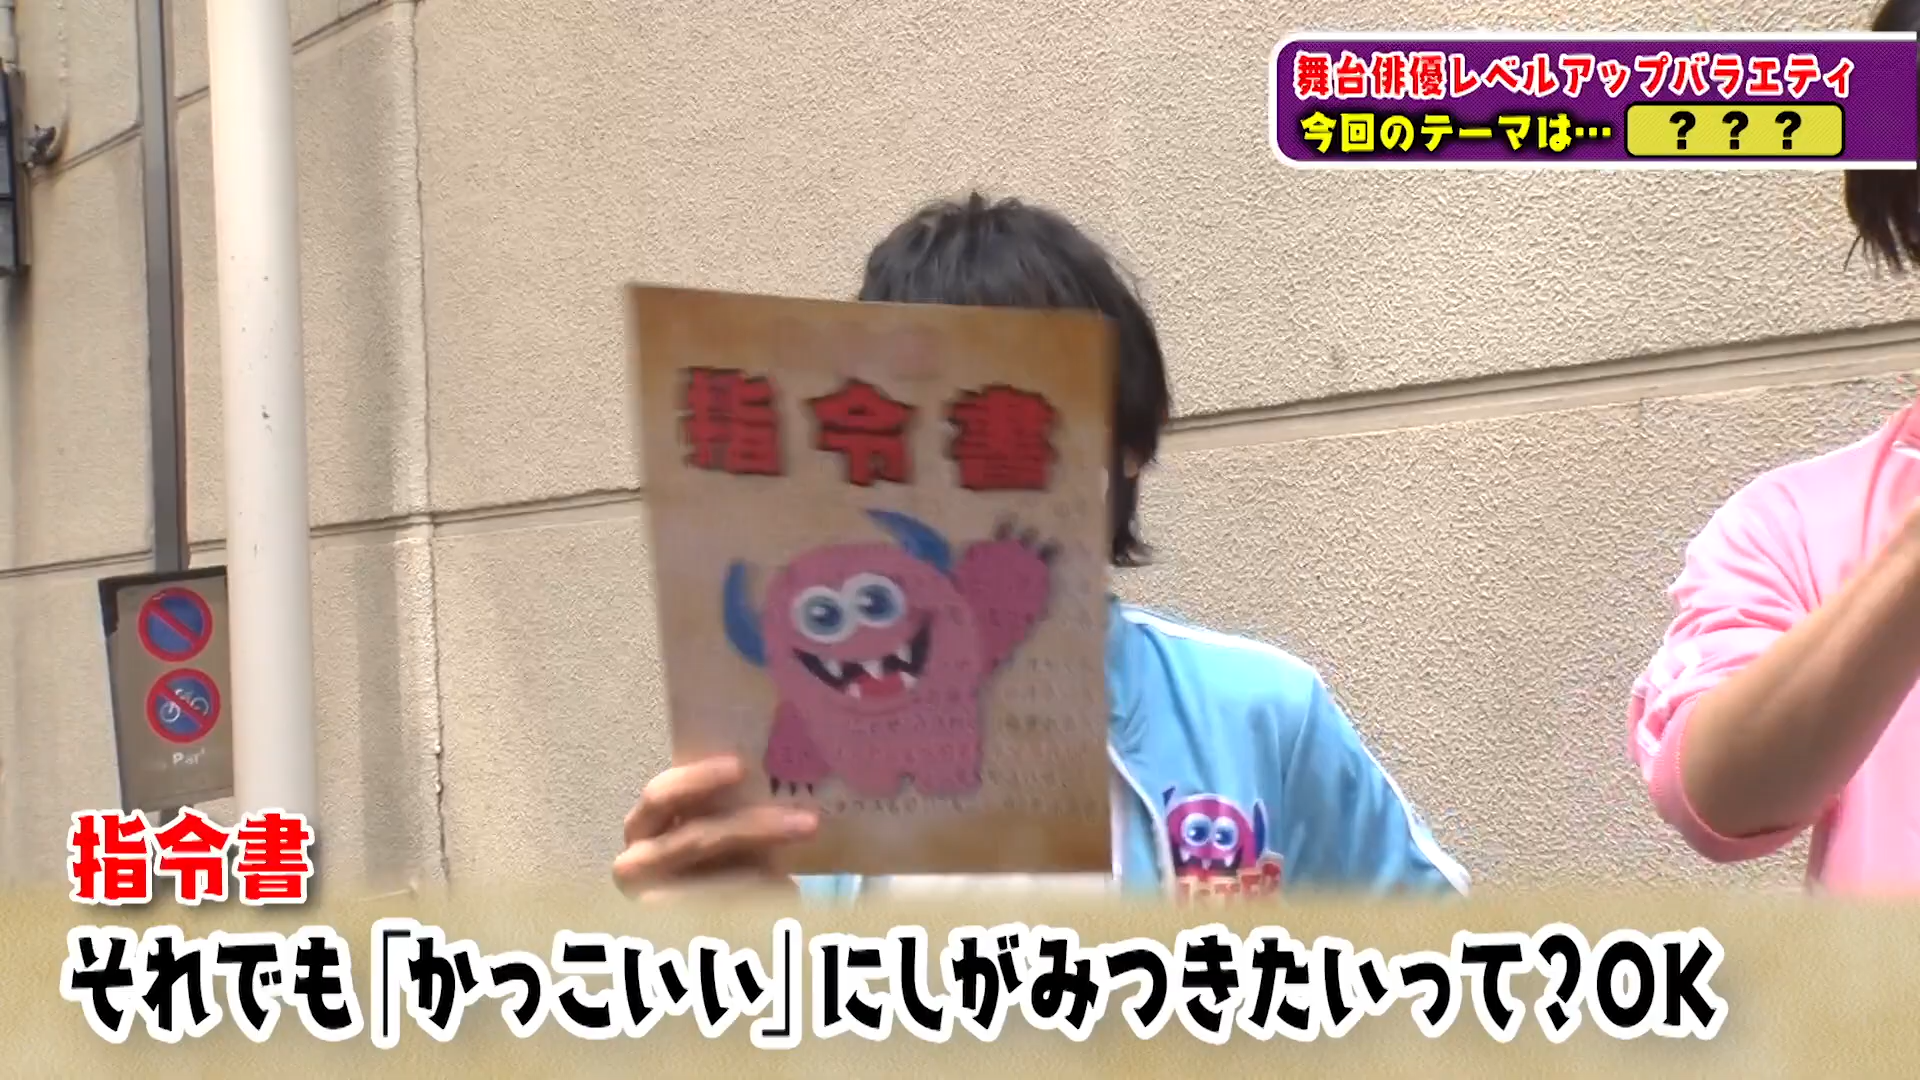 舞台俳優レベルアップバラエティ
今回のテーマは… ？？？
指令書
指令書
それでも「かっこいい」にしがみつきたいって？OK